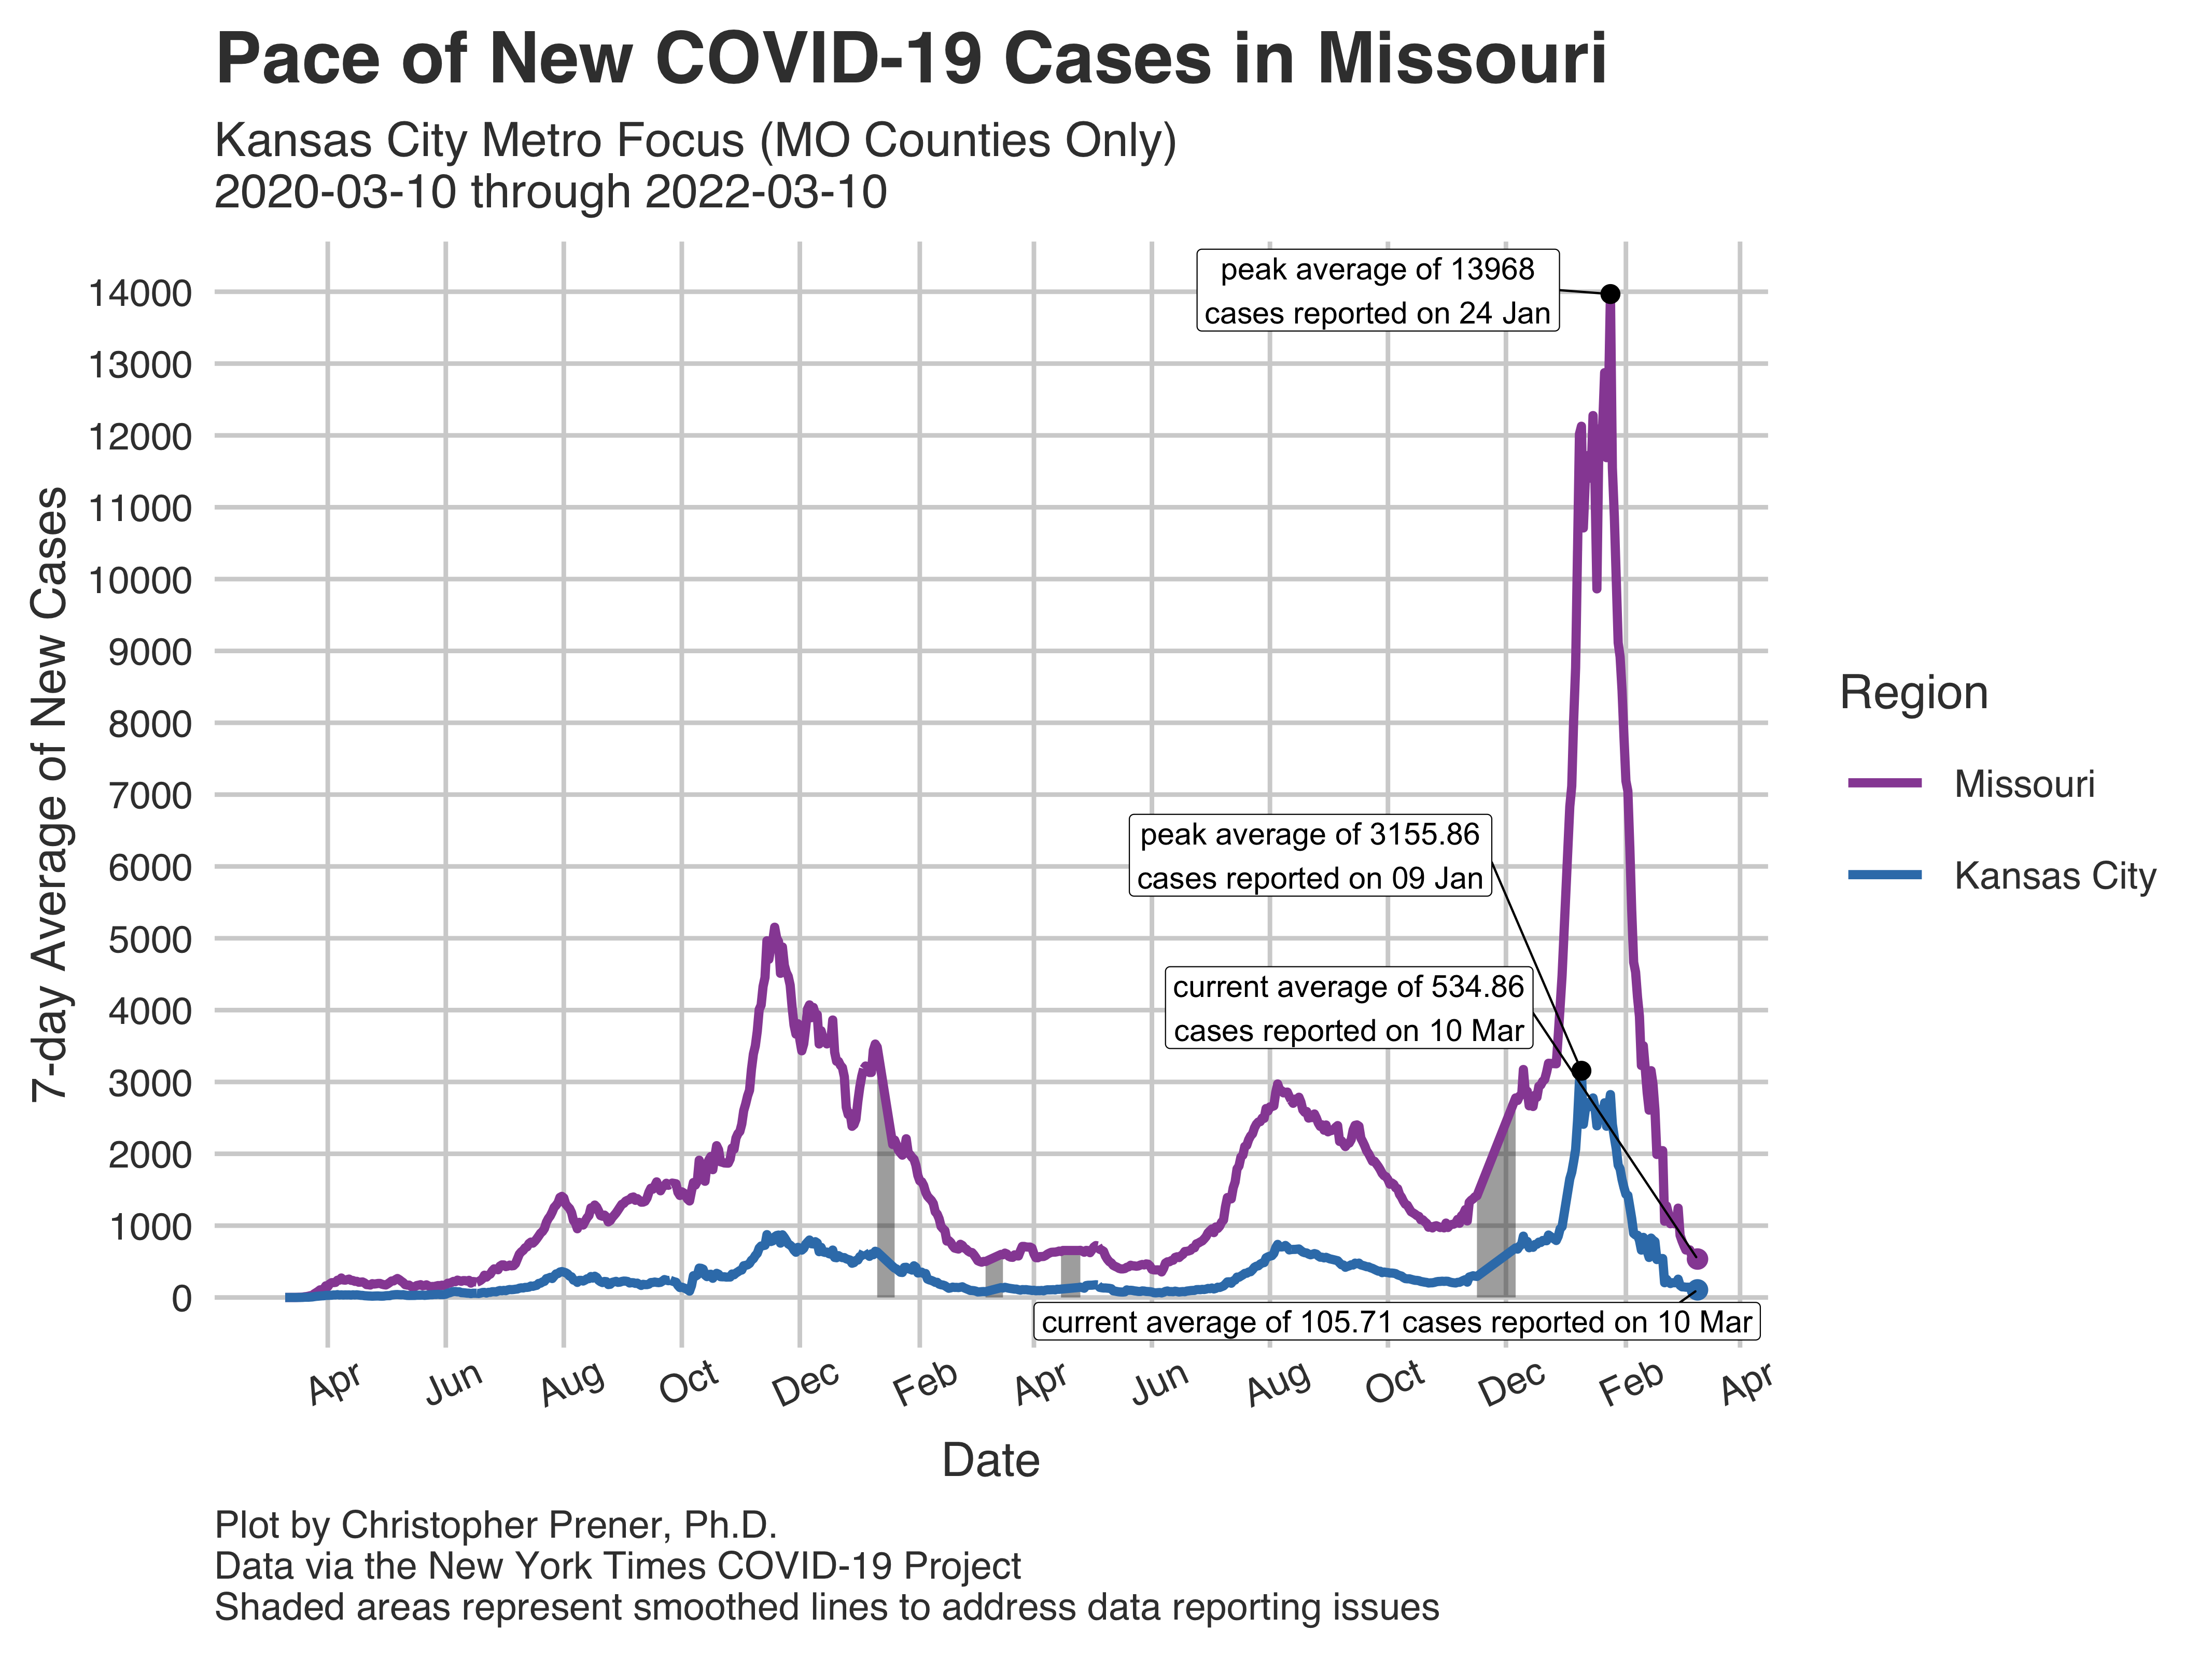 Pace of New COVID-19 Cases in Missouri
Kansas City Metro Focus (MO Counties Only)
2020-03-10 through 2022-03-10
7-day Average of New Cases
14000
13000
12000
11000
10000
9000
8000
7000
6000
5000
4000
3000
2000
1000
0
peak average of 13968
cases reported on 24 Jan
peak average of 3155.86
cases reported on 09 Jan
current average of 534.86
cases reported on 10 Mar
current average of 105.71 cases reported on 10 Mar
Apr
Jun
Aug
Oct
Dec
Feb
Apr
Jun
Aug
Oct
Dec
Feb
Apr
Date
Region
Missouri
Kansas City
Plot by Christopher Prener, Ph.D.
Data via the New York Times COVID-19 Project
Shaded areas represent smoothed lines to address data reporting issues